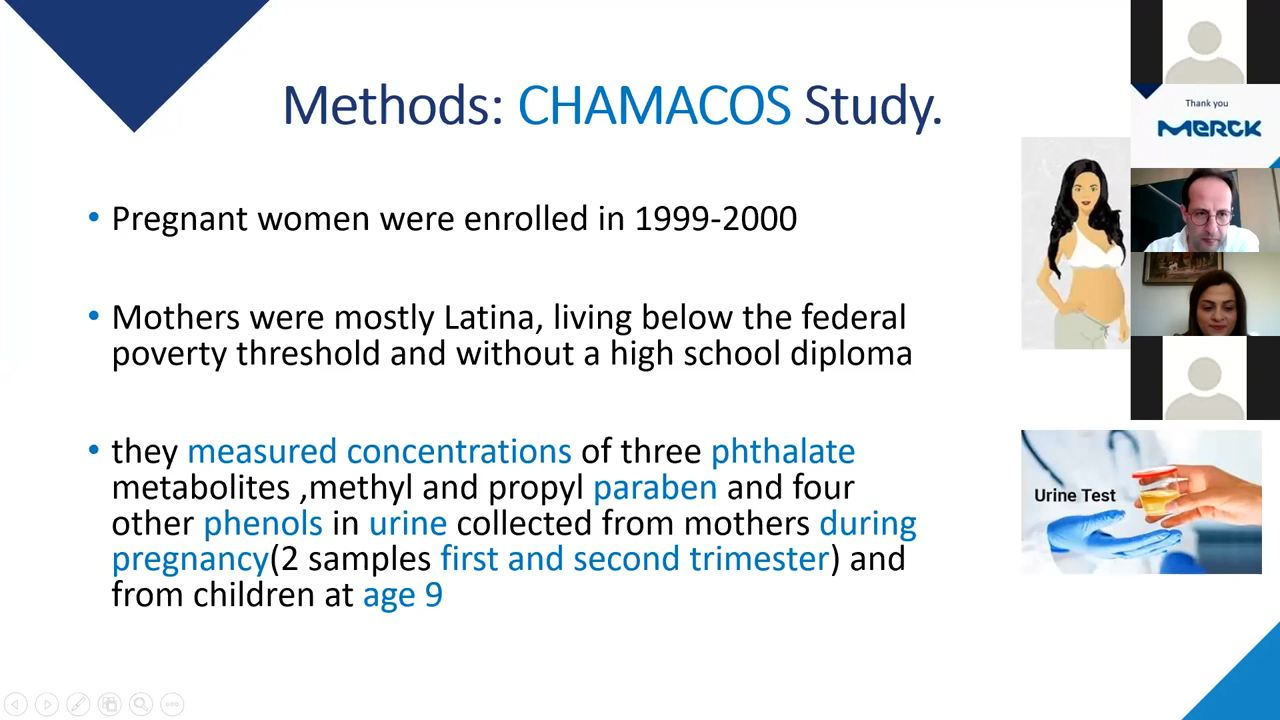 Methods: CHAMACOS Study.
• Pregnant women were enrolled in 1999-2000
• Mothers were mostly Latina, living below the federal
poverty threshold and without a high school diploma
• they measured concentrations of three phthalate
metabolites ,methyl and propyl paraben and four
other phenols in urine collected from mothers during
pregnancy(2 samples first and second trimester) and
from children at age 9
Thank you
MERCK
Urine Test